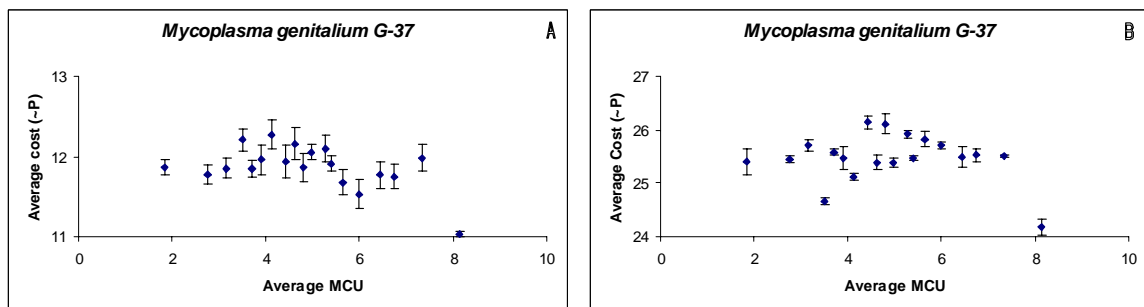 Mycoplasma genitalium G-37
A
13
12
11
Average cost (~P)
0 2 4 6 8 10
Average MCU
Mycoplasma genitalium G-37
B
27
26
25
24
Average Cost (~P)
0 2 4 6 8 10
Average MCU